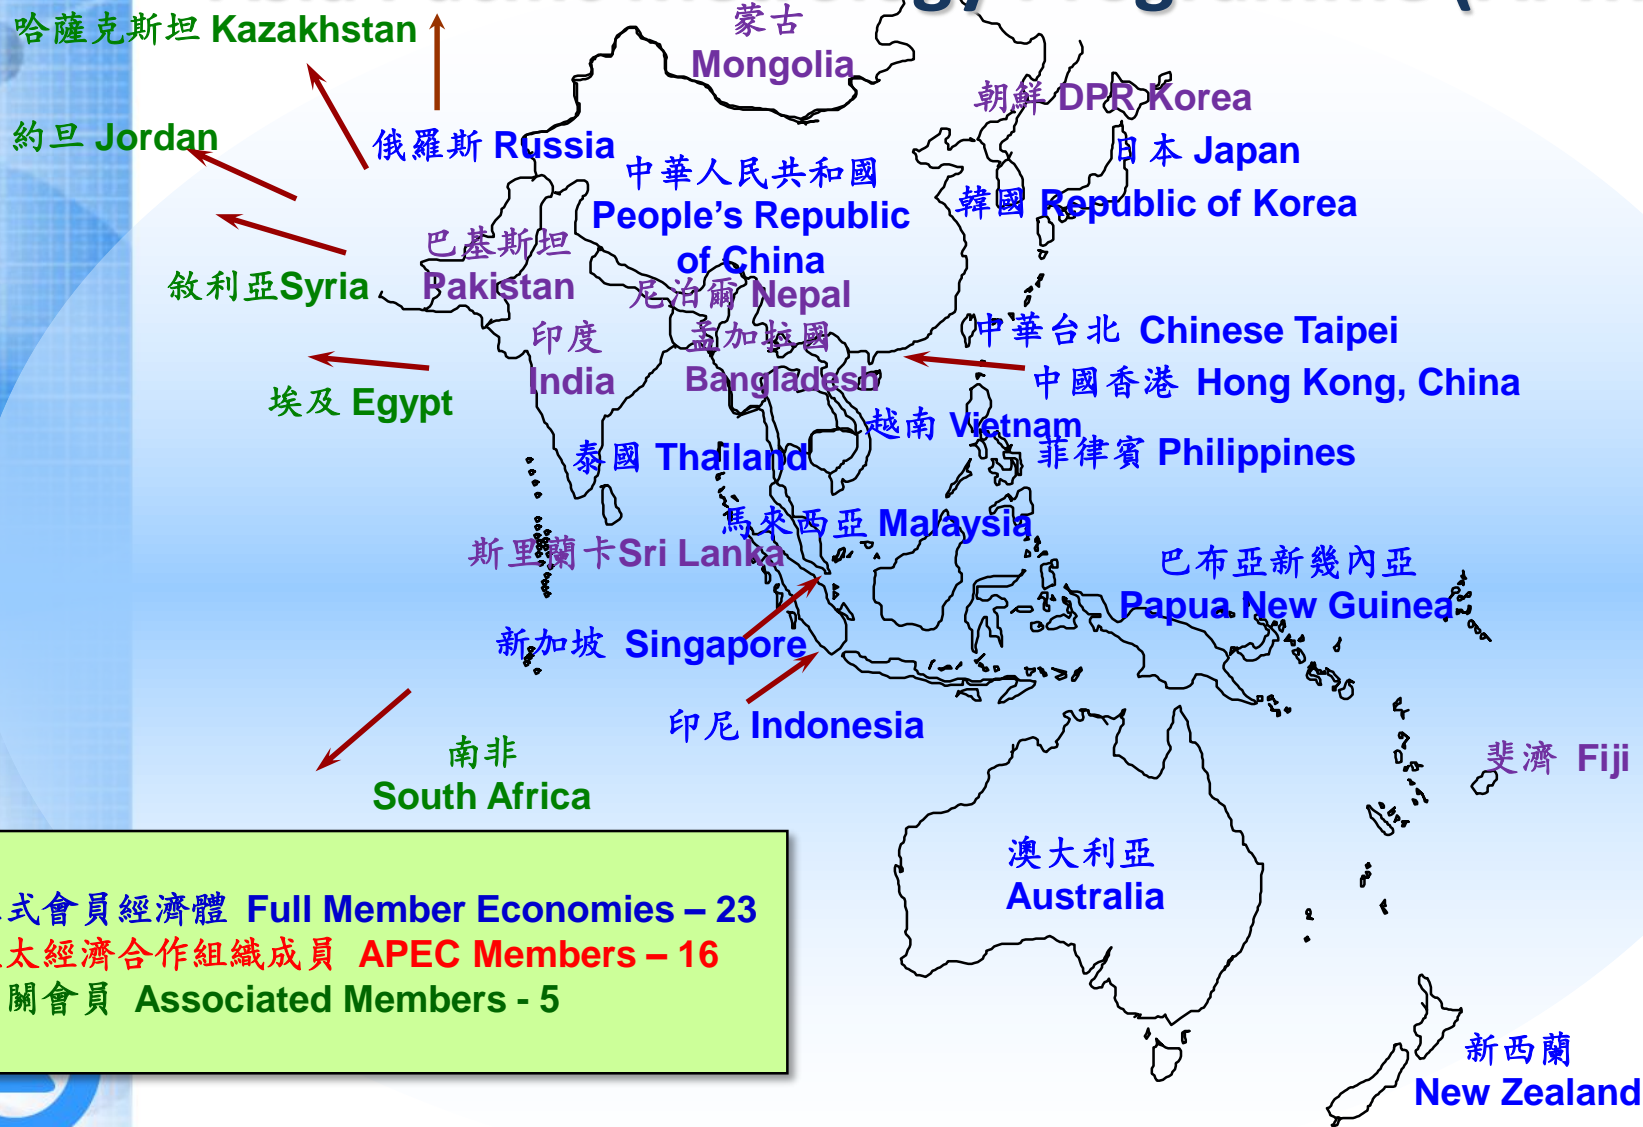 哈薩克斯坦 Kazakhstan
蒙古
Mongolia
朝鮮 DPR Korea
約旦 Jordan
俄羅斯 Russia
日本 Japan
中華人民共和國
People's Republic
of China
韓國 Republic of Korea
巴基斯坦
Pakistan
敘利亞Syria
尼泊爾 Nepal
印度
India
孟加拉國
Bangladesh
中華台北 Chinese Taipei
中國香港 Hong Kong, China
埃及 Egypt
越南 Vietnam
泰國 Thailand
菲律賓 Philippines
馬來西亞 Malaysia
斯里蘭卡Sri Lanka
巴布亞新幾內亞
Papua New Guinea
新加坡 Singapore
印尼 Indonesia
南非
South Africa
斐濟 Fiji
澳大利亞
Australia
式會員經濟體 Full Member Economies – 23
太經濟合作組織成員 APEC Members – 16
關會員 Associated Members - 5
新西蘭
New Zealand